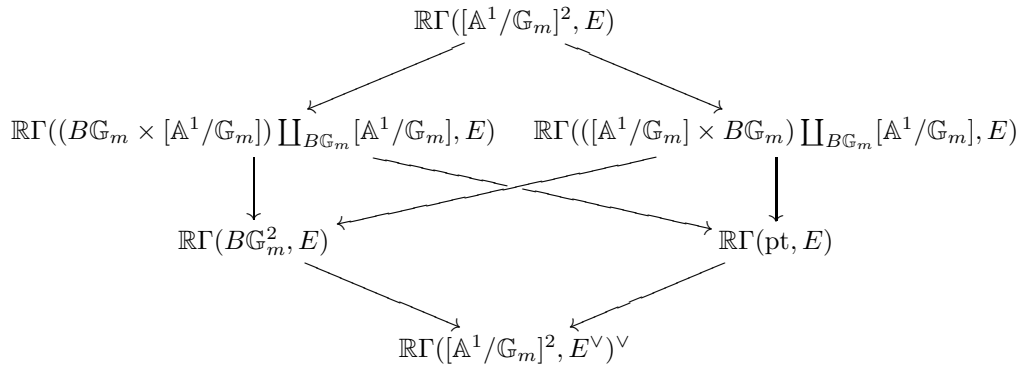 ℝΓ([𝔸¹/𝔾ₘ]², E)
ℝΓ((B𝔾ₘ × [𝔸¹/𝔾ₘ]) ∐_{B𝔾ₘ} [𝔸¹/𝔾ₘ], E) ℝΓ(([𝔸¹/𝔾ₘ] × B𝔾ₘ) ∐_{B𝔾ₘ} [𝔸¹/𝔾ₘ], E)
ℝΓ(B𝔾ₘ², E) ℝΓ(pt, E)
ℝΓ([𝔸¹/𝔾ₘ]², E^∨)^∨